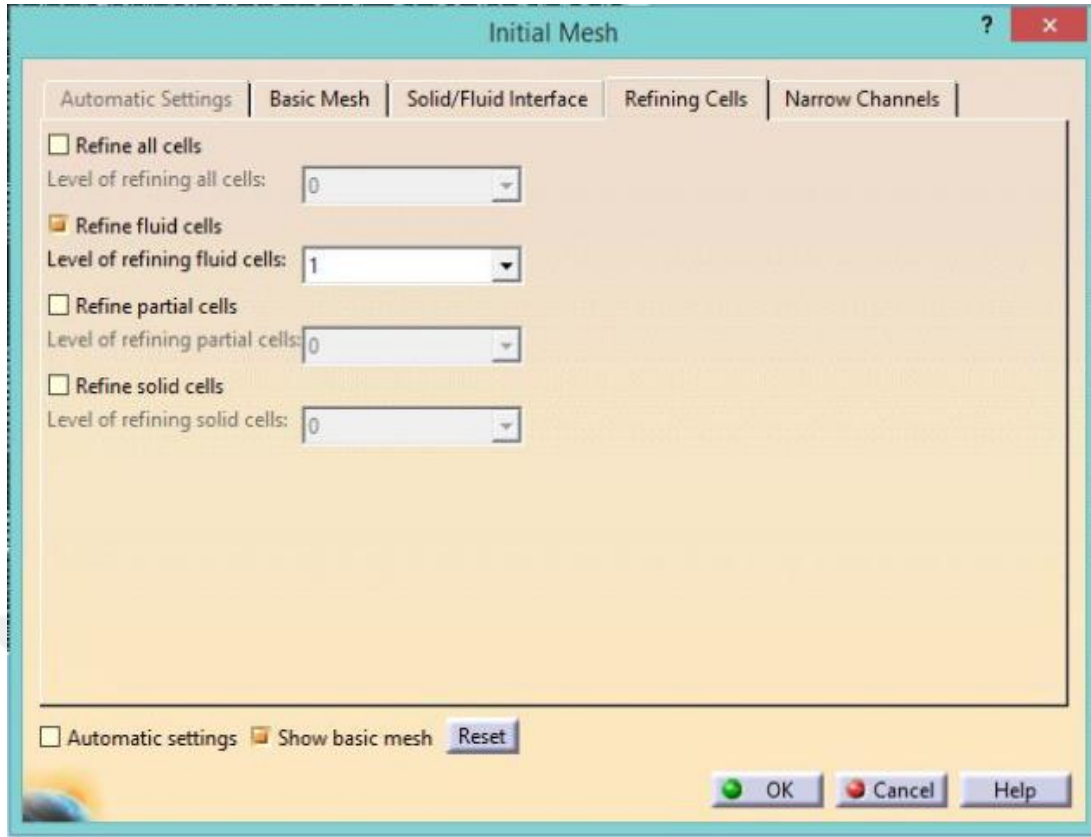 Initial Mesh
?
×
Automatic Settings Basic Mesh Solid/Fluid Interface Refining Cells Narrow Channels
Refine all cells
Level of refining all cells: 0
Refine fluid cells
Level of refining fluid cells: 1
Refine partial cells
Level of refining partial cells: 0
Refine solid cells
Level of refining solid cells: 0
Automatic settings Show basic mesh Reset
OK Cancel Help